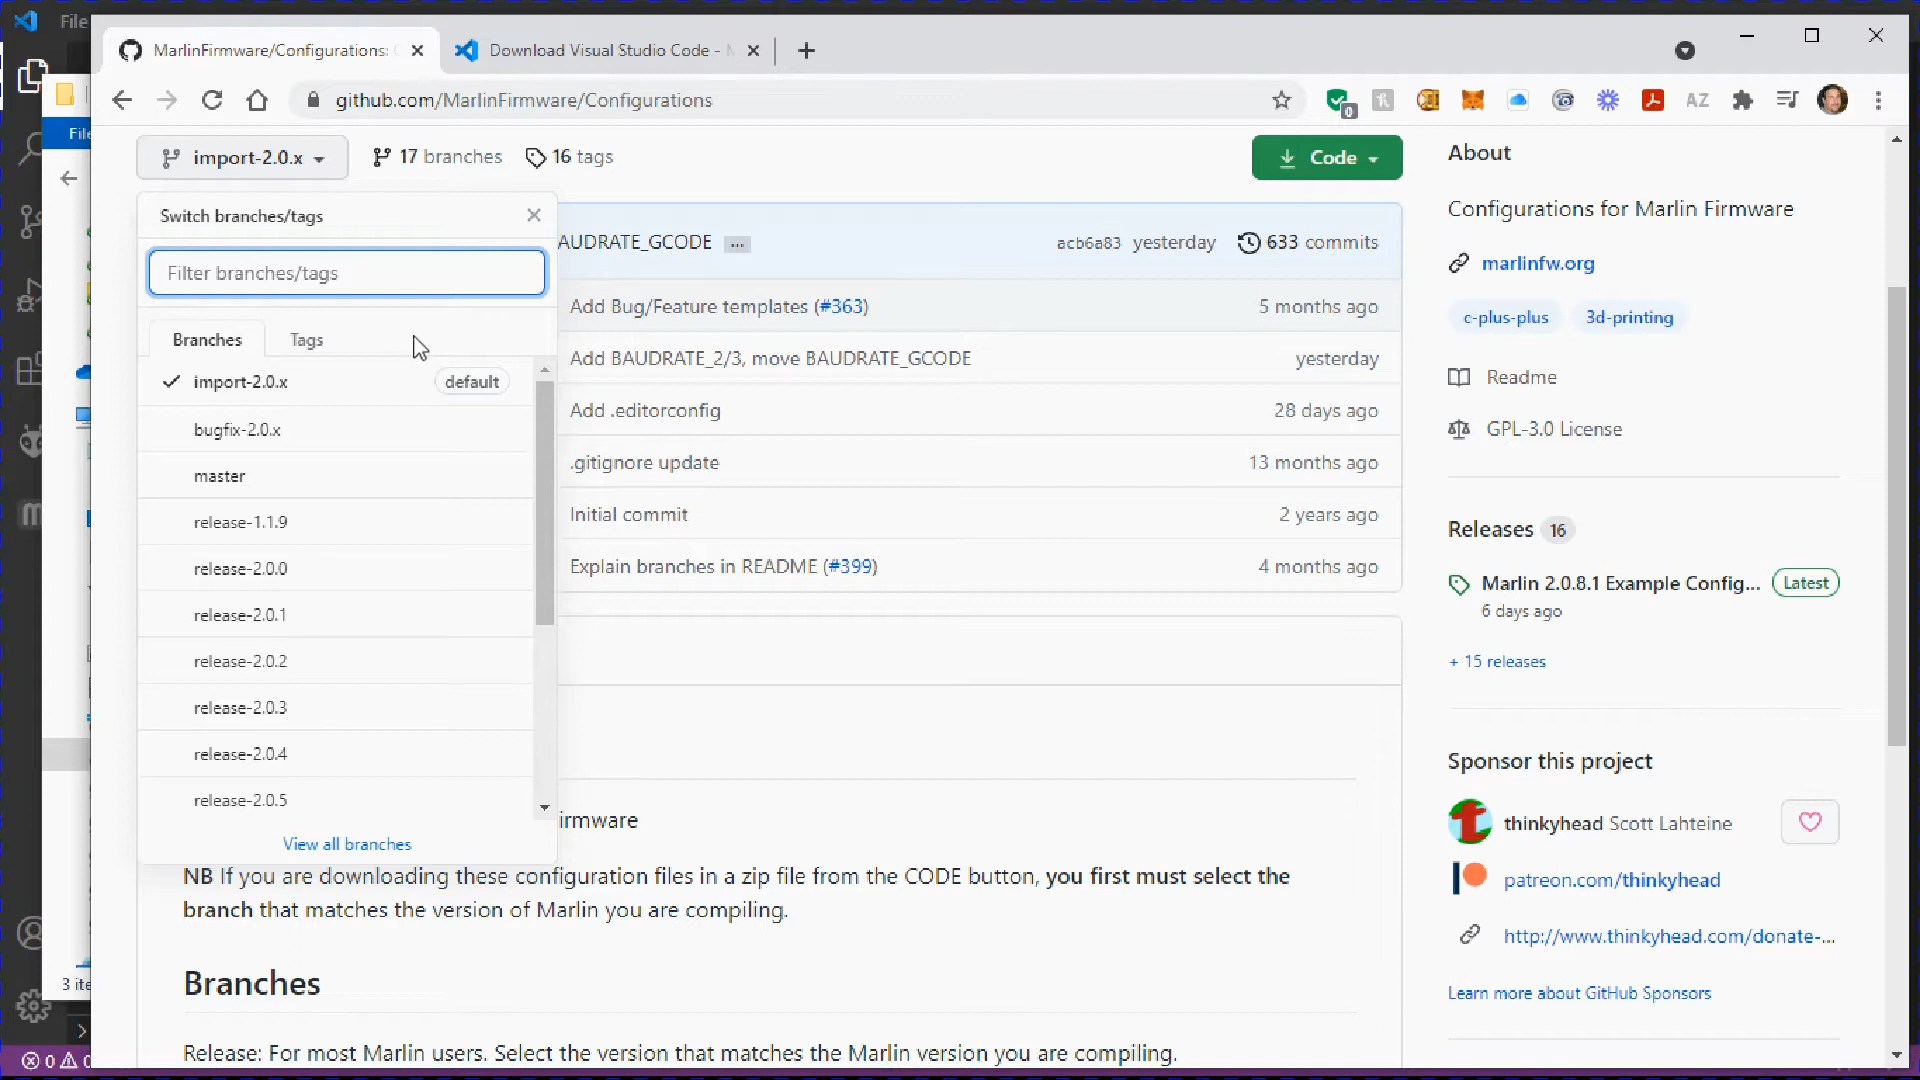 File
MarlinFirmware/Configurations:
Download Visual Studio Code -
github.com/MarlinFirmware/Configurations
0
AZ
File
import-2.0.x
17 branches
16 tags
Code
Switch branches/tags
Filter branches/tags
Branches
Tags
import-2.0.x
default
bugfix-2.0.x
master
release-1.1.9
release-2.0.0
release-2.0.1
release-2.0.2
release-2.0.3
release-2.0.4
release-2.0.5
View all branches
AUDRATE_GCODE ...
acb6a83 yesterday
633 commits
Add Bug/Feature templates (#363)
5 months ago
Add BAUDRATE_2/3, move BAUDRATE_GCODE
yesterday
Add .editorconfig
28 days ago
.gitignore update
13 months ago
Initial commit
2 years ago
Explain branches in README (#399)
4 months ago
irmware
NB If you are downloading these configuration files in a zip file from the CODE button, you first must select the
branch that matches the version of Marlin you are compiling.
Branches
Release: For most Marlin users. Select the version that matches the Marlin version you are compiling.
About
Configurations for Marlin Firmware
marlinfw.org
c-plus-plus
3d-printing
Readme
GPL-3.0 License
Releases 16
Marlin 2.0.8.1 Example Config...
Latest
6 days ago
+ 15 releases
Sponsor this project
thinkyhead Scott Lahteine
patreon.com/thinkyhead
http://www.thinkyhead.com/donate-...
Learn more about GitHub Sponsors
3 ite
0